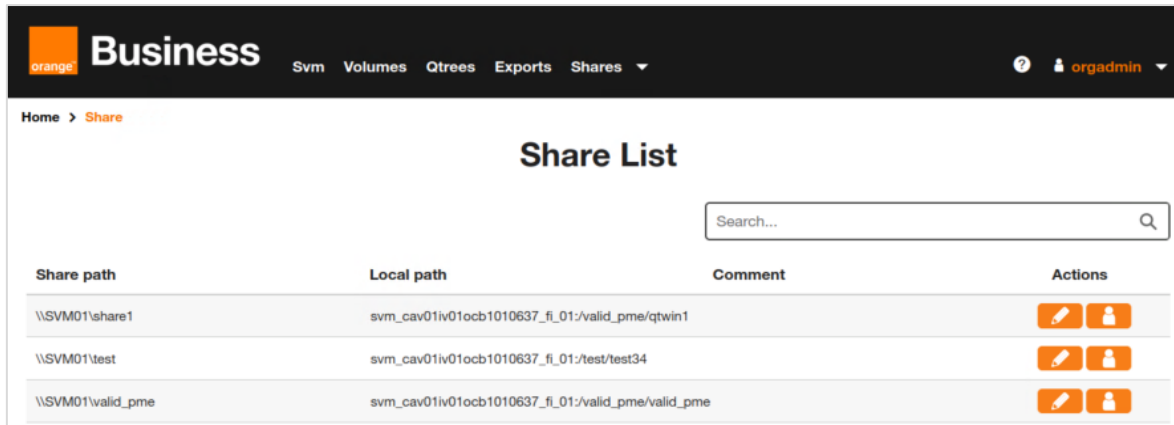 orange Business Svm Volumes Qtrees Exports Shares orgadmin
Home > Share
Share List
Search...
Share path Local path Comment Actions
\\SVM01\share1 svm_cav01iv01ocb1010637_fi_01:/valid_pme/qtwin1
\\SVM01\test svm_cav01iv01ocb1010637_fi_01:/test/test34
\\SVM01\valid_pme svm_cav01iv01ocb1010637_fi_01:/valid_pme/valid_pme